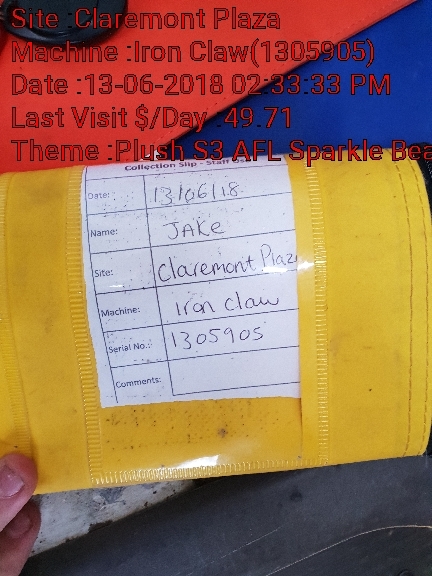 Site :Claremont Plaza
Machine :Iron Claw(1305905)
Date :13-06-2018 02:33:33 PM
Last Visit $/Day :49.71
Theme :Plush S3 AFL Sparkle Bea
Collection Slip - Staff
Date: 13/06/18
Name: JAKE
Site: Claremont Plaz
Machine: Iron claw
Serial No.: 1305905
Comments: